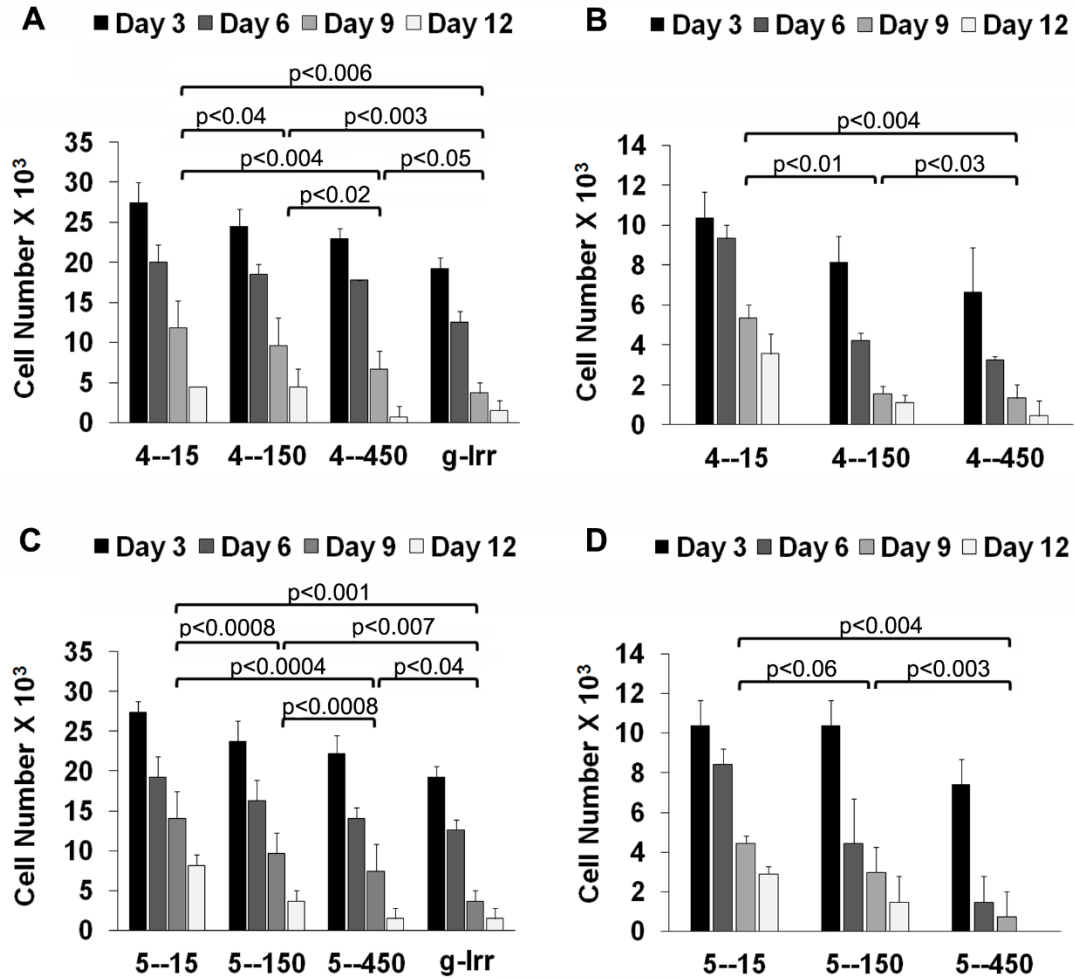 A ■ Day 3 ■ Day 6 ■ Day 9 □ Day 12
p<0.006
p<0.04 p<0.003
p<0.004 p<0.05
p<0.02
Cell Number X 10³
35
30
25
20
15
10
5
0
4--15 4--150 4--450 g-Irr
B ■ Day 3 ■ Day 6 ■ Day 9 □ Day 12
p<0.004
p<0.01 p<0.03
Cell Number X 10³
14
12
10
8
6
4
2
0
4--15 4--150 4--450
C ■ Day 3 ■ Day 6 ■ Day 9 □ Day 12
p<0.001
p<0.0008 p<0.007
p<0.0004 p<0.04
p<0.0008
Cell Number X 10³
35
30
25
20
15
10
5
0
5--15 5--150 5--450 g-Irr
D ■ Day 3 ■ Day 6 ■ Day 9 □ Day 12
p<0.004
p<0.06 p<0.003
Cell Number X 10³
14
12
10
8
6
4
2
0
5--15 5--150 5--450